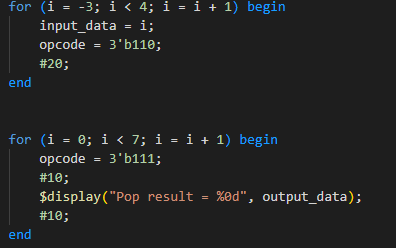 for (i = -3; i < 4; i = i + 1) begin
    input_data = i;
    opcode = 3'b110;
    #20;
end
for (i = 0; i < 7; i = i + 1) begin
    opcode = 3'b111;
    #10;
    $display("Pop result = %0d", output_data);
    #10;
end